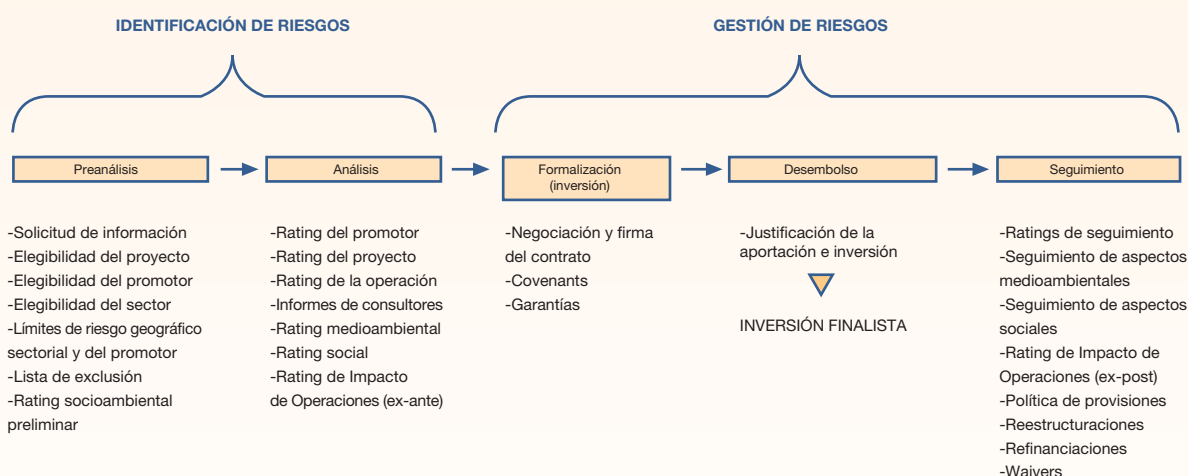 IDENTIFICACIÓN DE RIESGOS
GESTIÓN DE RIESGOS
Preanálisis
Análisis
Formalización
(inversión)
Desembolso
Seguimiento
-Solicitud de información
-Elegibilidad del proyecto
-Elegibilidad del promotor
-Elegibilidad del sector
-Límites de riesgo geográfico
sectorial y del promotor
-Lista de exclusión
-Rating socioambiental
preliminar
-Rating del promotor
-Rating del proyecto
-Rating de la operación
-Informes de consultores
-Rating medioambiental
-Rating social
-Rating de Impacto
de Operaciones (ex-ante)
-Negociación y firma
del contrato
-Covenants
-Garantías
-Justificación de la
aportación e inversión
INVERSIÓN FINALISTA
-Ratings de seguimiento
-Seguimiento de aspectos
medioambientales
-Seguimiento de aspectos
sociales
-Rating de Impacto de
Operaciones (ex-post)
-Política de provisiones
-Reestructuraciones
-Refinanciaciones
-Waivers